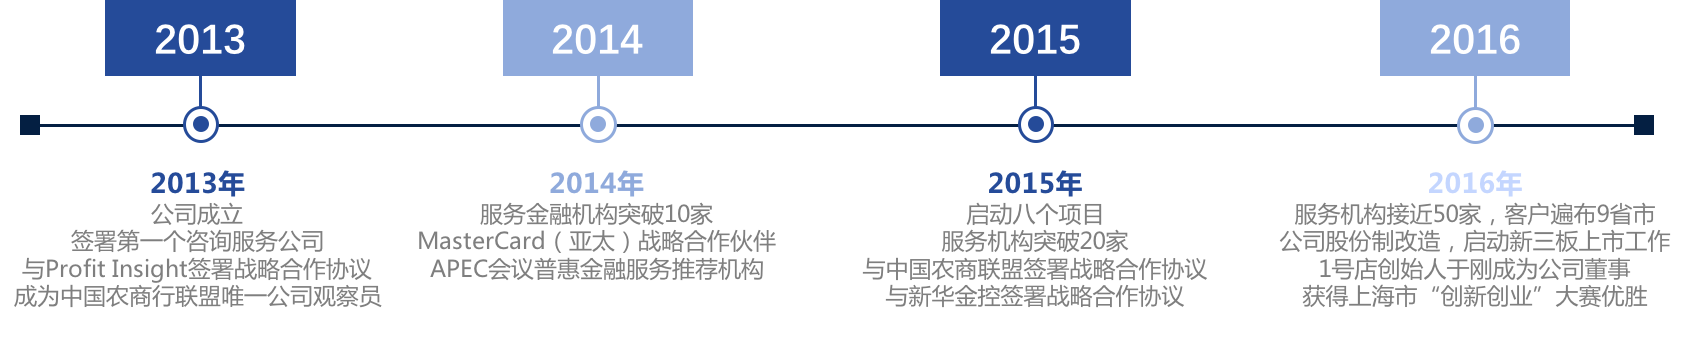 2013
2014
2015
2016
2013年
公司成立
签署第一个咨询服务公司
与Profit Insight签署战略合作协议
成为中国农商行联盟唯一公司观察员
2014年
服务金融机构突破10家
MasterCard（亚太）战略合作伙伴
APEC会议普惠金融服务推荐机构
2015年
启动八个项目
服务机构突破20家
与中国农商联盟签署战略合作协议
与新华金控签署战略合作协议
2016年
服务机构接近50家，客户遍布9省市
公司股份制改造，启动新三板上市工作
1号店创始人于刚成为公司董事
获得上海市“创新创业”大赛优胜